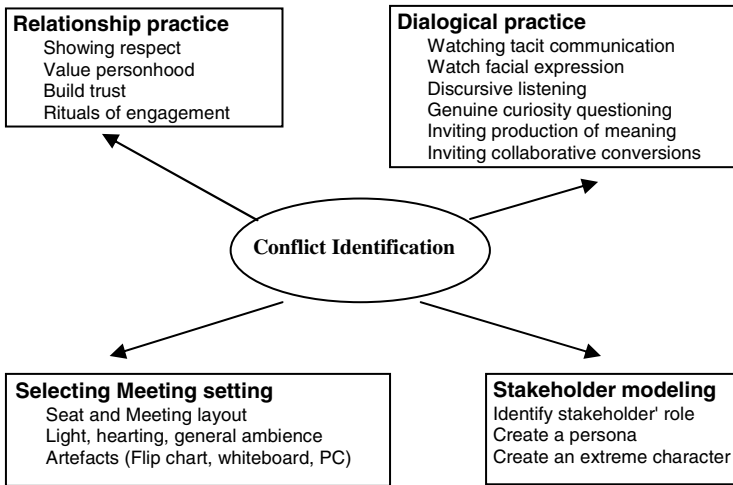 Relationship practice
Showing respect
Value personhood
Build trust
Rituals of engagement
Dialogical practice
Watching tacit communication
Watch facial expression
Discursive listening
Genuine curiosity questioning
Inviting production of meaning
Inviting collaborative conversions
Conflict Identification
Selecting Meeting setting
Seat and Meeting layout
Light, hearting, general ambience
Artefacts (Flip chart, whiteboard, PC)
Stakeholder modeling
Identify stakeholder' role
Create a persona
Create an extreme character